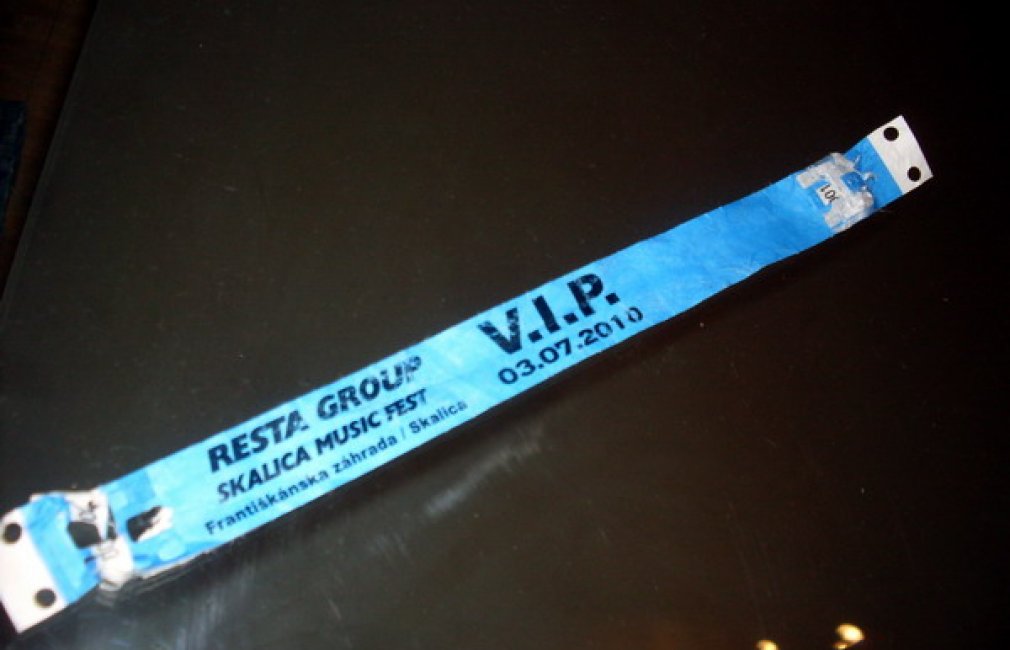 RESTA GROUP
SKALICA MUSIC FEST
Františkánska záhrada / Skalica
V.I.P.
03.07.2010